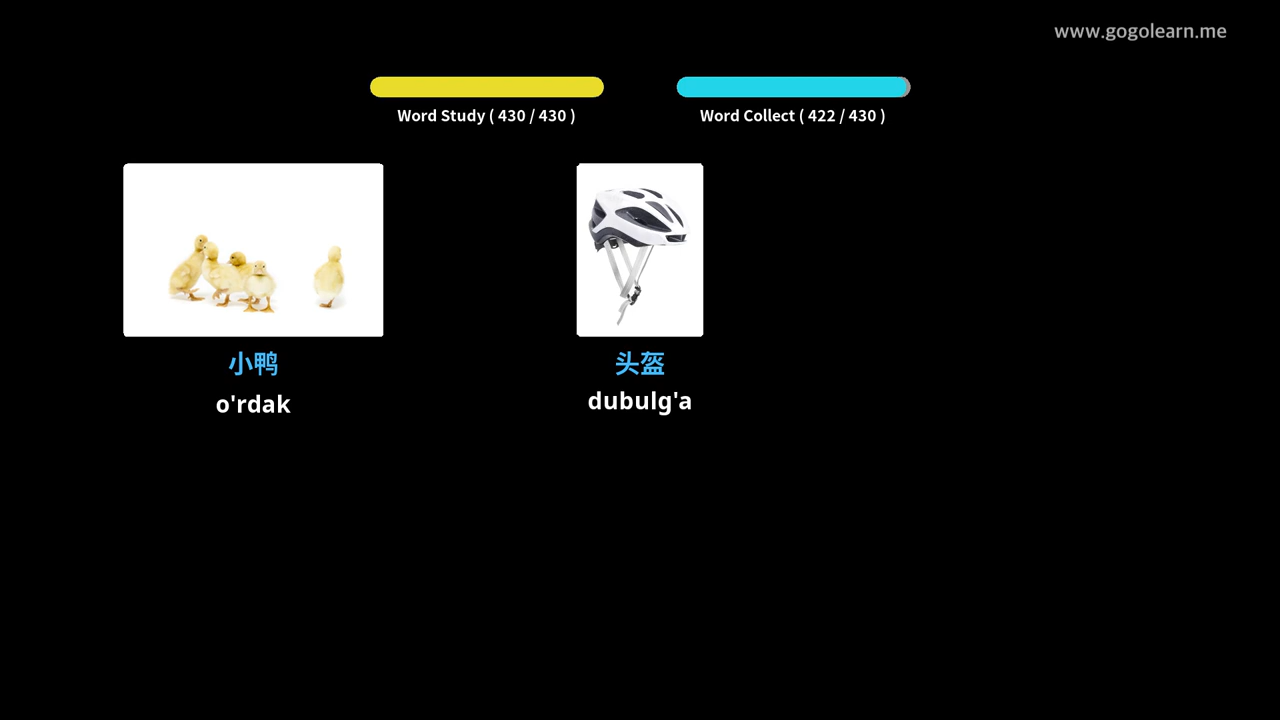 www.gogolearn.me
Word Study ( 430 / 430 )
Word Collect ( 422 / 430 )
小鸭
头盔
o'rdak
dubulg'a